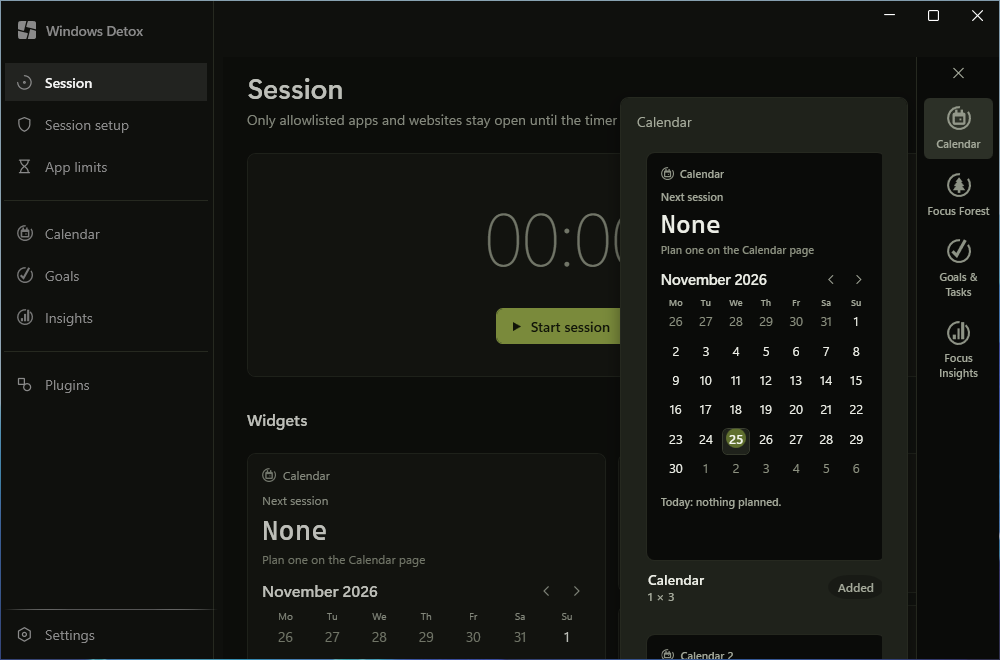 Windows Detox
Session
Session setup
App limits
Calendar
Goals
Insights
Plugins
Settings
Session
Only allowlisted apps and websites stay open until the timer
00:00
Start session
Widgets
Calendar
Next session
None
Plan one on the Calendar page
November 2026
Mo Tu We Th Fr Sa Su
26 27 28 29 30 31 1
Calendar
Calendar
Next session
None
Plan one on the Calendar page
November 2026
Mo Tu We Th Fr Sa Su
26 27 28 29 30 31 1
2 3 4 5 6 7 8
9 10 11 12 13 14 15
16 17 18 19 20 21 22
23 24 25 26 27 28 29
30 1 2 3 4 5 6
Today: nothing planned.
Calendar
1 × 3
Added
Calendar 2
Calendar
Focus Forest
Goals &
Tasks
Focus
Insights